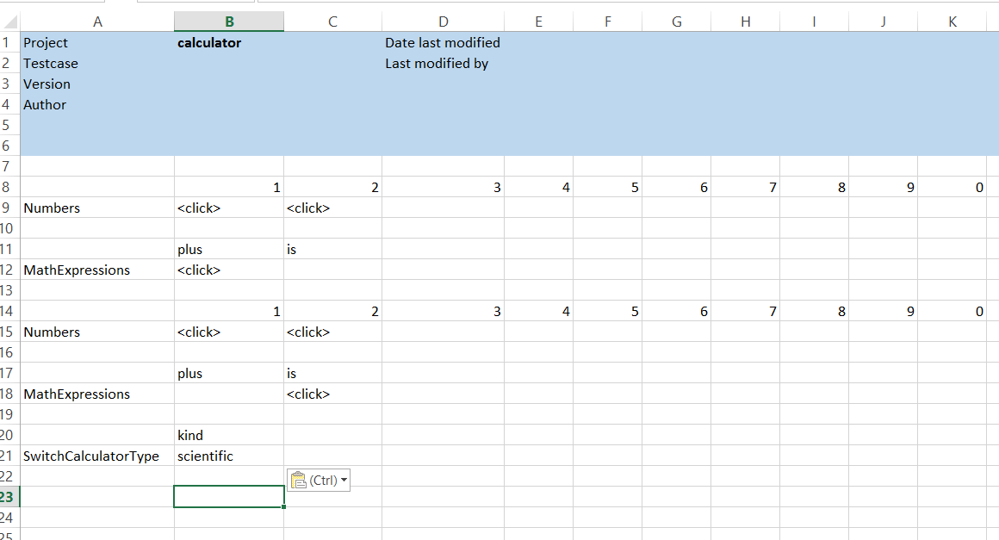 A B C D E F G H I J K
1 Project calculator Date last modified
2 Testcase Last modified by
3 Version
4 Author
5
6
7
8 1 2 3 4 5 6 7 8 9 0
9 Numbers <click> <click>
10
11 plus is
12 MathExpressions <click>
13
14 1 2 3 4 5 6 7 8 9 0
15 Numbers <click> <click>
16
17 plus is
18 MathExpressions <click>
19
20 kind
21 SwitchCalculatorType scientific
22 (Ctrl)
23
24
25